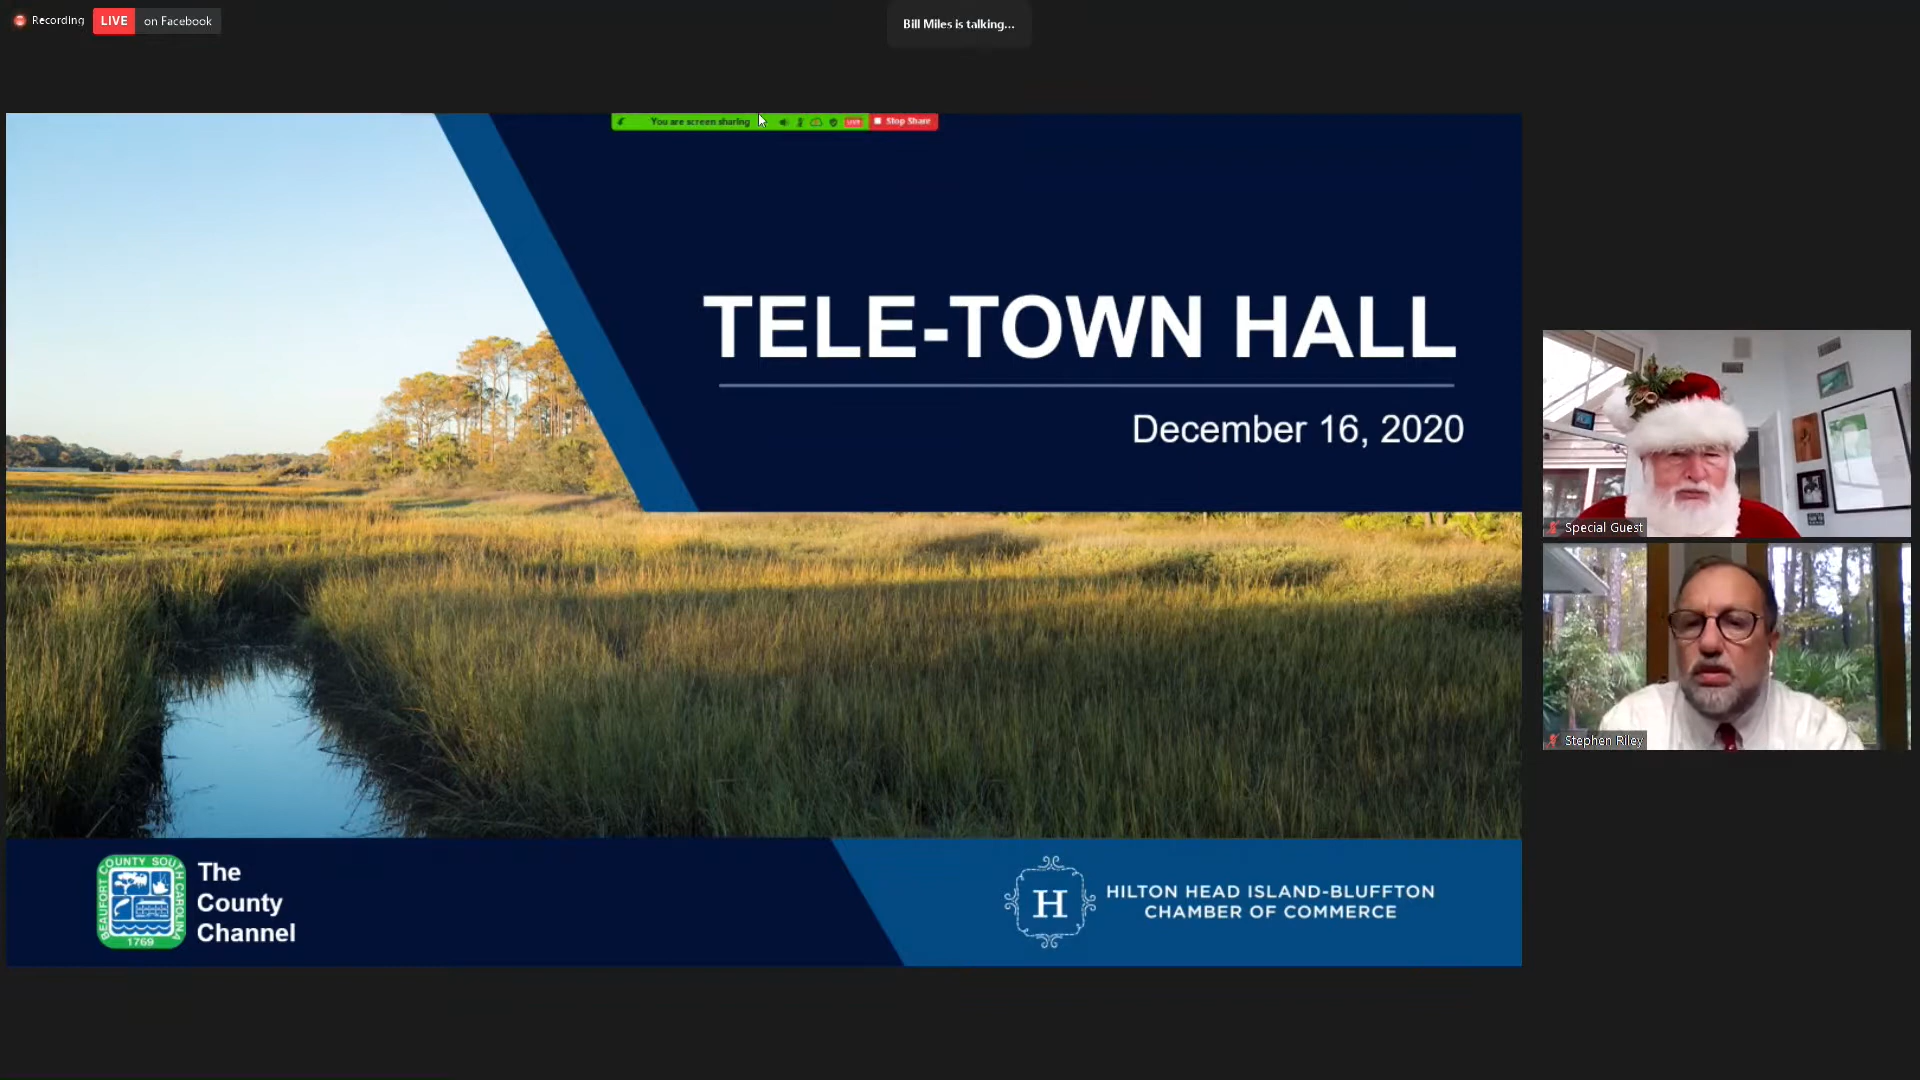 Recording
LIVE on Facebook
Bill Miles is talking...
You are screen sharing
LIVE
Stop Share
TELE-TOWN HALL
December 16, 2020
Special Guest
Stephen Riley
BEAUFORT COUNTY SOUTH CAROLINA
1769
The
County
Channel
H
HILTON HEAD ISLAND-BLUFFTON
CHAMBER OF COMMERCE